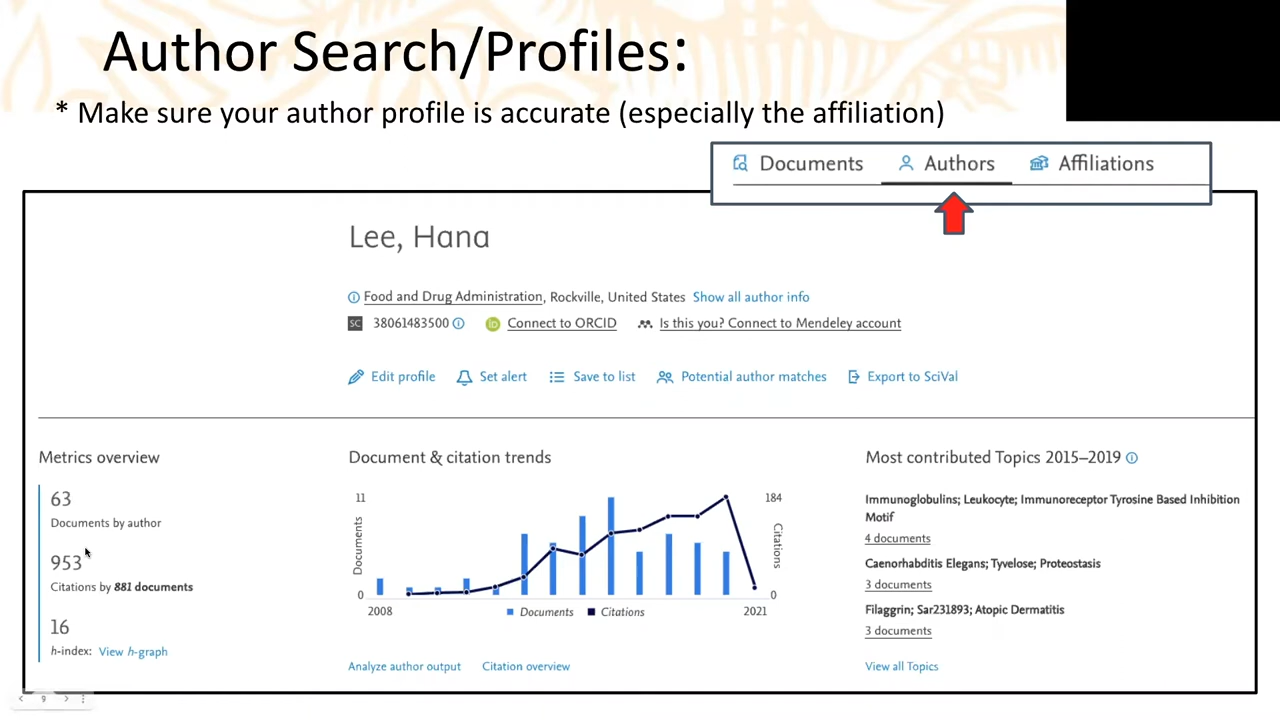 Author Search/Profiles:
* Make sure your author profile is accurate (especially the affiliation)
Documents Authors Affiliations
Lee, Hana
Food and Drug Administration, Rockville, United States Show all author info
SC 38061483500 iD Connect to ORCID Is this you? Connect to Mendeley account
Edit profile Set alert Save to list Potential author matches Export to SciVal
Metrics overview
63
Documents by author
953
Citations by 881 documents
16
h-index: View h-graph
Document & citation trends
11
184
Documents
Citations
0
0
2008
2021
Documents Citations
Analyze author output Citation overview
Most contributed Topics 2015–2019
Immunoglobulins; Leukocyte; Immunoreceptor Tyrosine Based Inhibition
Motif
4 documents
Caenorhabditis Elegans; Tyvelose; Proteostasis
3 documents
Filaggrin; Sar231893; Atopic Dermatitis
3 documents
View all Topics
9